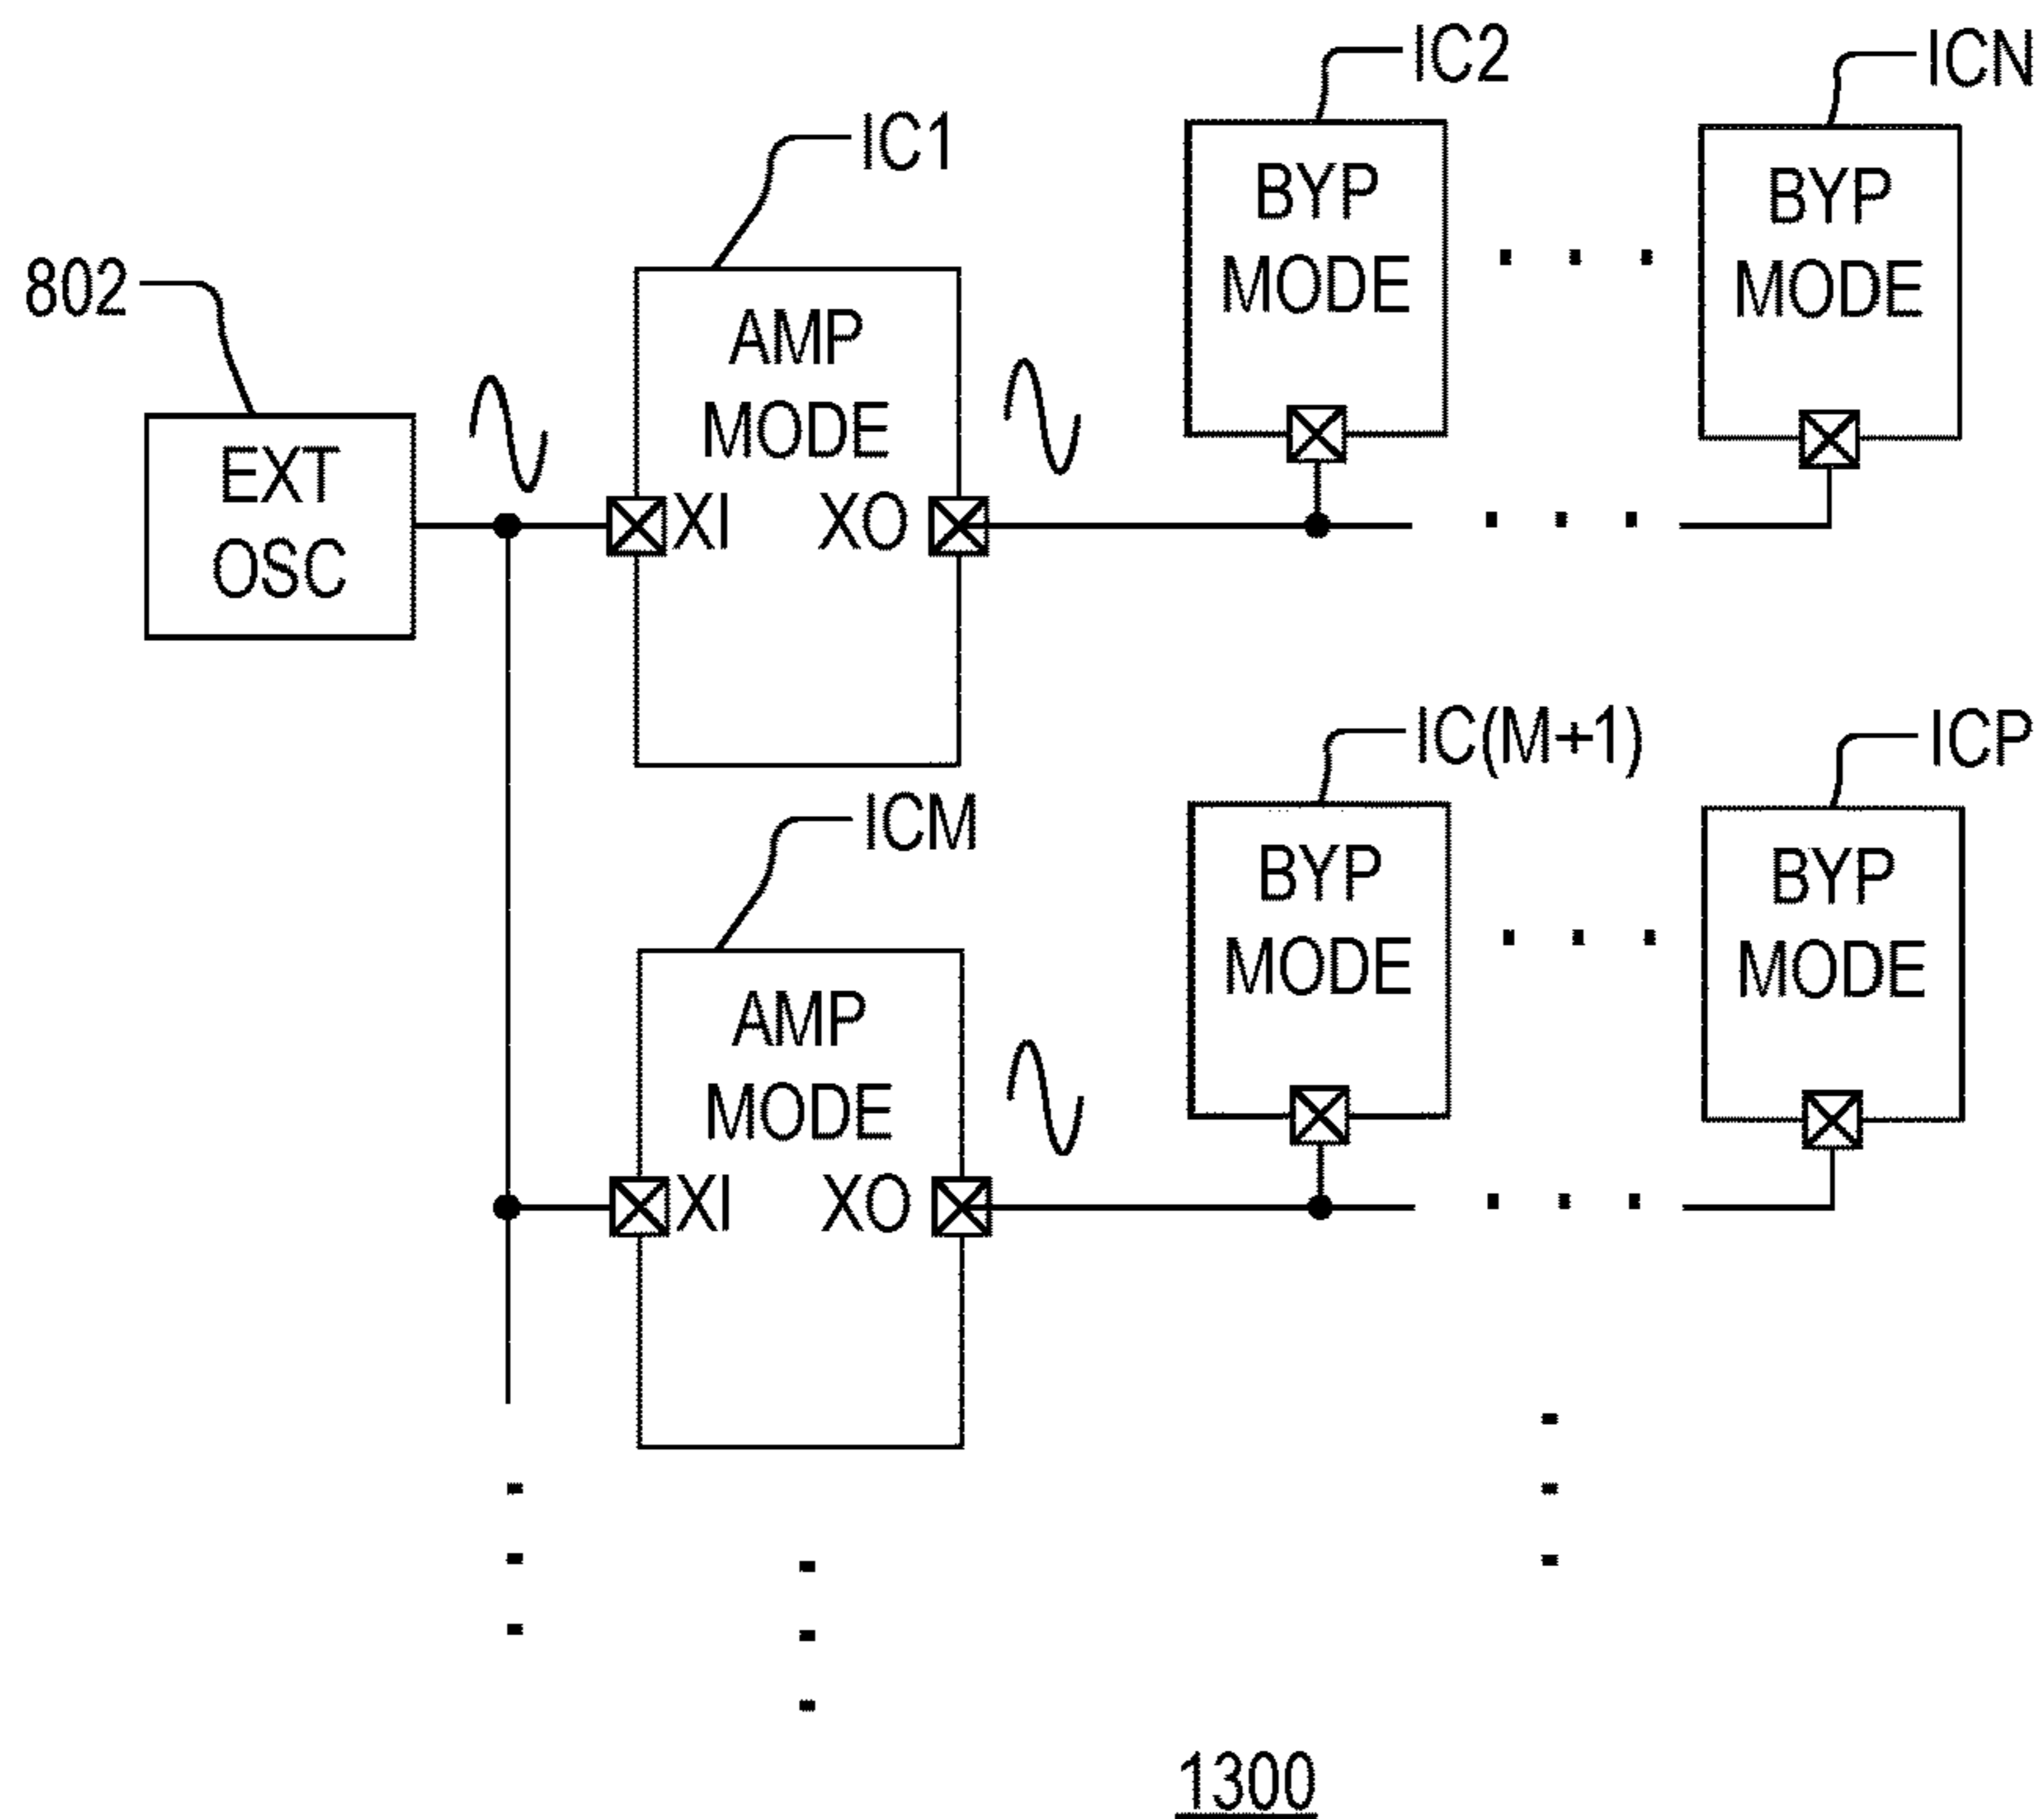 IC2
ICN
IC1
802
BYP
MODE
BYP
MODE
AMP
MODE
XI XO
EXT
OSC
IC(M+1)
ICP
ICM
BYP
MODE
BYP
MODE
AMP
MODE
XI XO
1300